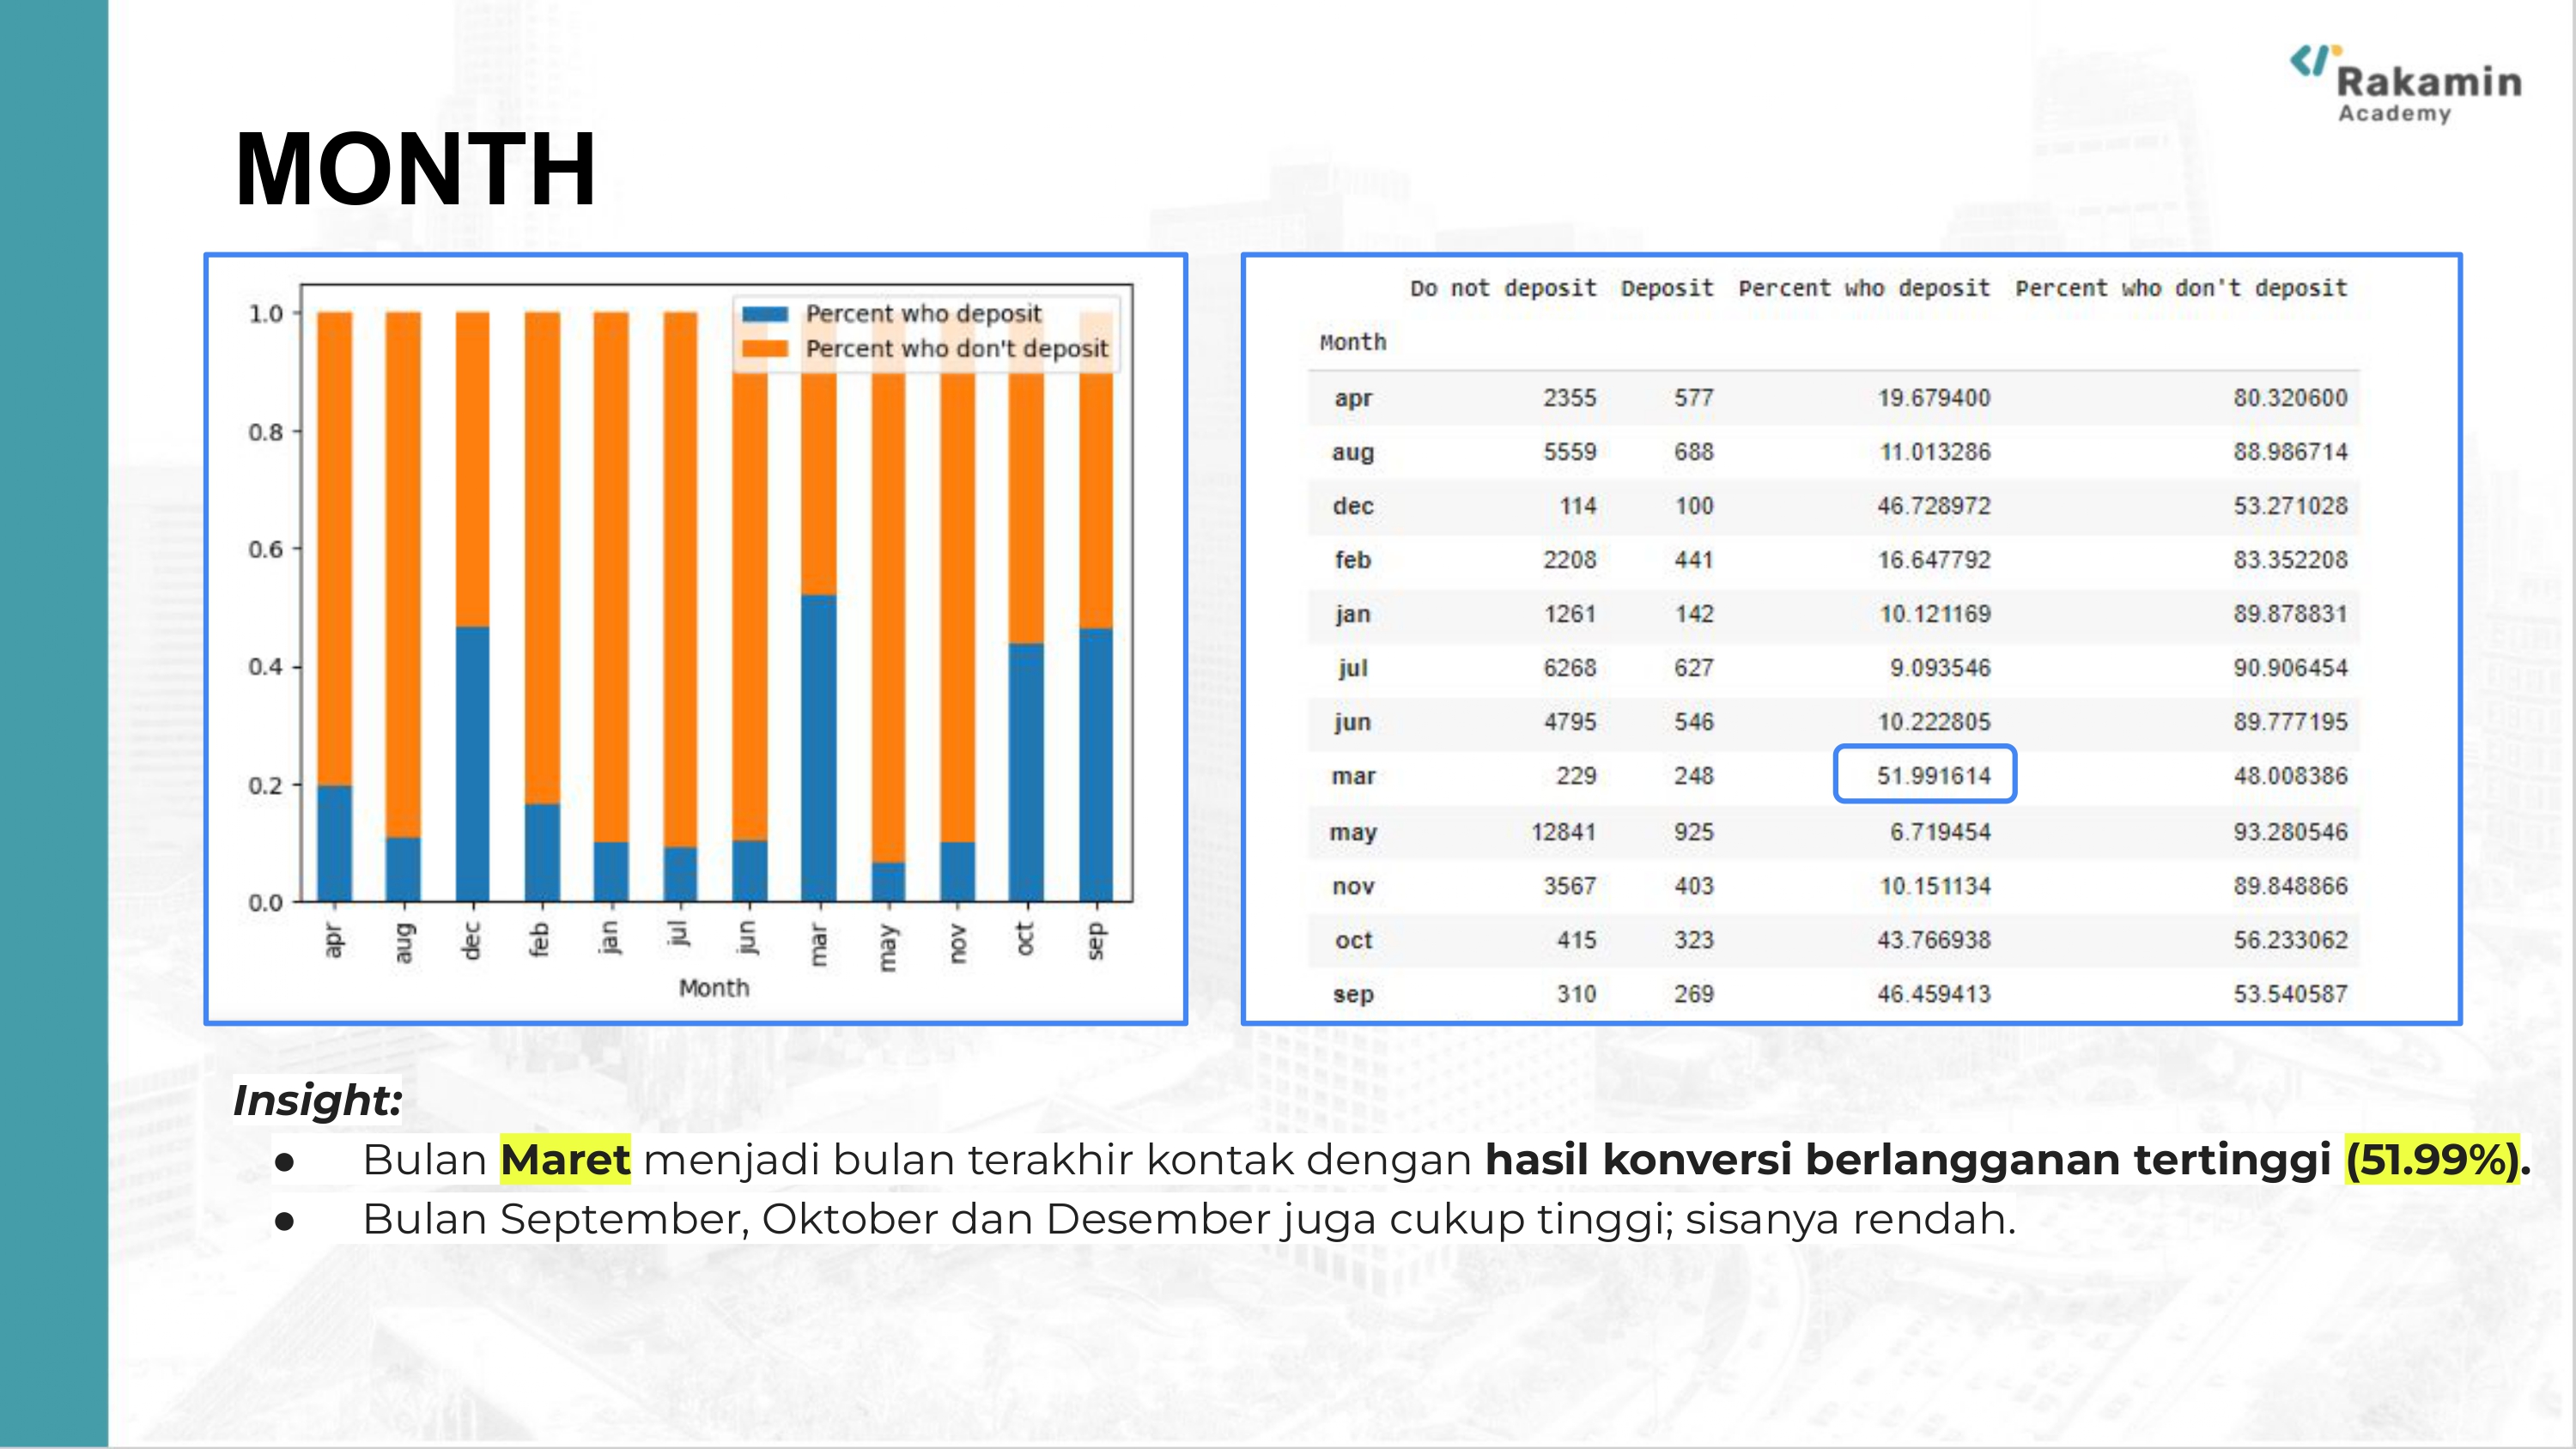 Rakamin
Academy
MONTH
Percent who deposit
Percent who don't deposit
1.0
0.8
0.6
0.4
0.2
0.0
apr aug dec feb jan jul jun mar may nov oct sep
Month
Do not deposit Deposit Percent who deposit Percent who don't deposit
Month
apr 2355 577 19.679400 80.320600
aug 5559 688 11.013286 88.986714
dec 114 100 46.728972 53.271028
feb 2208 441 16.647792 83.352208
jan 1261 142 10.121169 89.878831
jul 6268 627 9.093546 90.906454
jun 4795 546 10.222805 89.777195
mar 229 248 51.991614 48.008386
may 12841 925 6.719454 93.280546
nov 3567 403 10.151134 89.848866
oct 415 323 43.766938 56.233062
sep 310 269 46.459413 53.540587
Insight:
● Bulan Maret menjadi bulan terakhir kontak dengan hasil konversi berlangganan tertinggi (51.99%).
● Bulan September, Oktober dan Desember juga cukup tinggi; sisanya rendah.